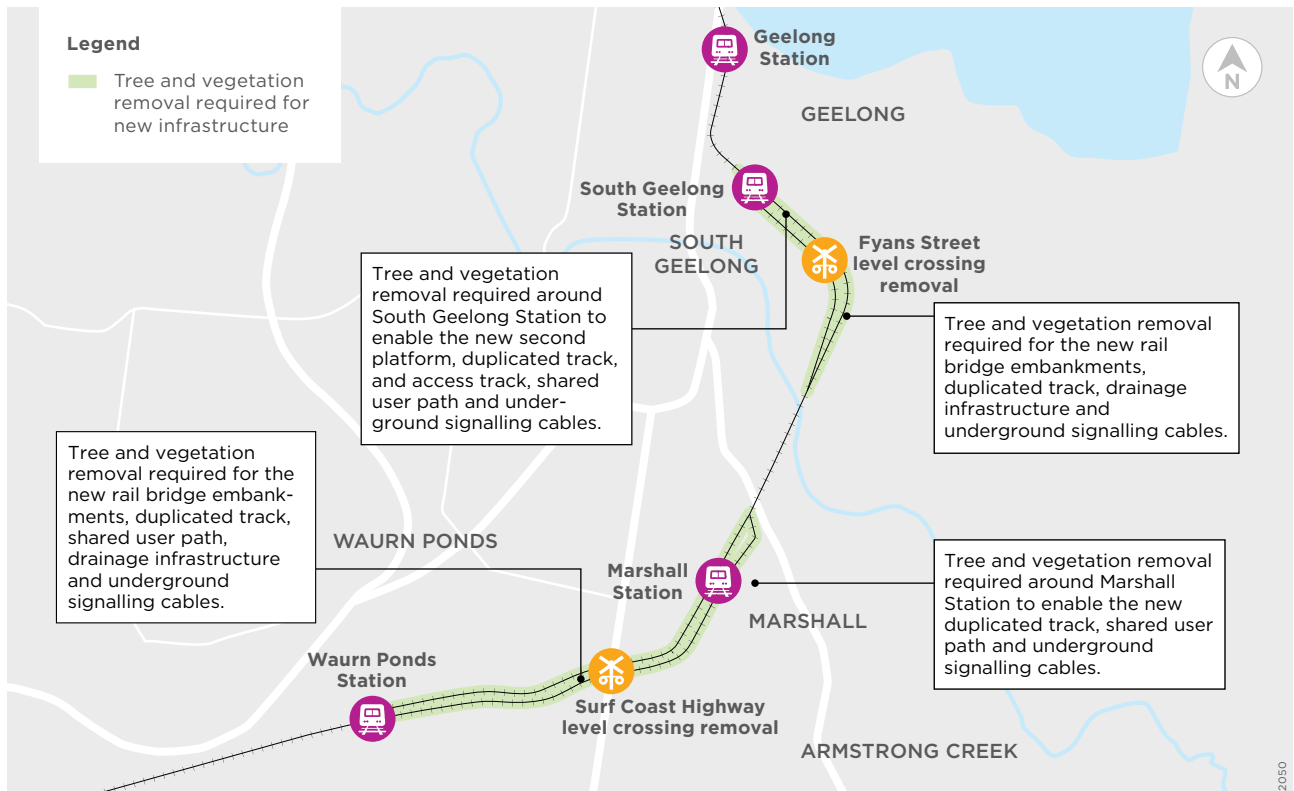 Legend
Tree and vegetation
removal required for
new infrastructure
Geelong
Station
N
GEELONG
South Geelong
Station
SOUTH
GEELONG
Fyans Street
level crossing
removal
Tree and vegetation
removal required around
South Geelong Station to
enable the new second
platform, duplicated track,
and access track, shared
user path and under-
ground signalling cables.
Tree and vegetation removal
required for the new rail
bridge embankments,
duplicated track, drainage
infrastructure and
underground signalling cables.
Tree and vegetation
removal required for the
new rail bridge embank-
ments, duplicated track,
shared user path,
drainage infrastructure
and underground
signalling cables.
WAURN PONDS
Marshall
Station
MARSHALL
Tree and vegetation removal
required around Marshall
Station to enable the new
duplicated track, shared user
path and underground
signalling cables.
Waurn Ponds
Station
Surf Coast Highway
level crossing removal
ARMSTRONG CREEK
2050